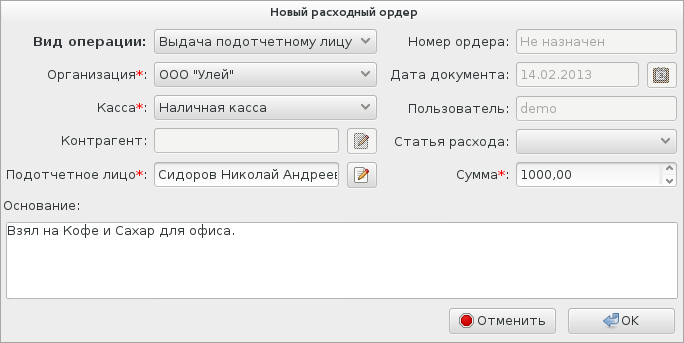 Новый расходный ордер
Вид операции: Выдача подотчетному лицу Номер ордера: Не назначен
Организация*: ООО "Улей" Дата документа: 14.02.2013
Касса*: Наличная касса Пользователь: demo
Контрагент: Статья расхода:
Подотчетное лицо*: Сидоров Николай Андреев Сумма*: 1000,00
Основание:
Взял на Кофе и Сахар для офиса.
Отменить OK